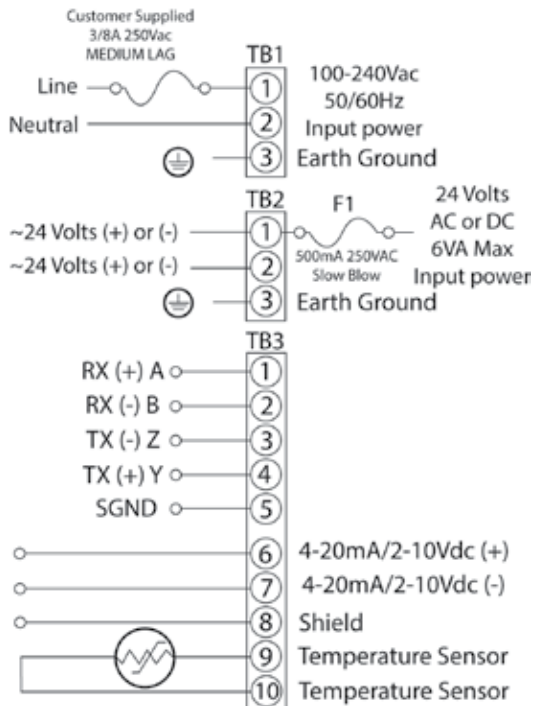 Customer Supplied
3/8A 250Vac
MEDIUM LAG
TB1
Line
1
100-240Vac
50/60Hz
Input power
Neutral
2
3
Earth Ground
TB2
~24 Volts (+) or (-)
1
F1
500mA 250VAC
Slow Blow
24 Volts
AC or DC
6VA Max
Input power
~24 Volts (+) or (-)
2
3
Earth Ground
TB3
RX (+) A
1
RX (-) B
2
TX (-) Z
3
TX (+) Y
4
SGND
5
6
4-20mA/2-10Vdc (+)
7
4-20mA/2-10Vdc (-)
8
Shield
9
Temperature Sensor
10
Temperature Sensor